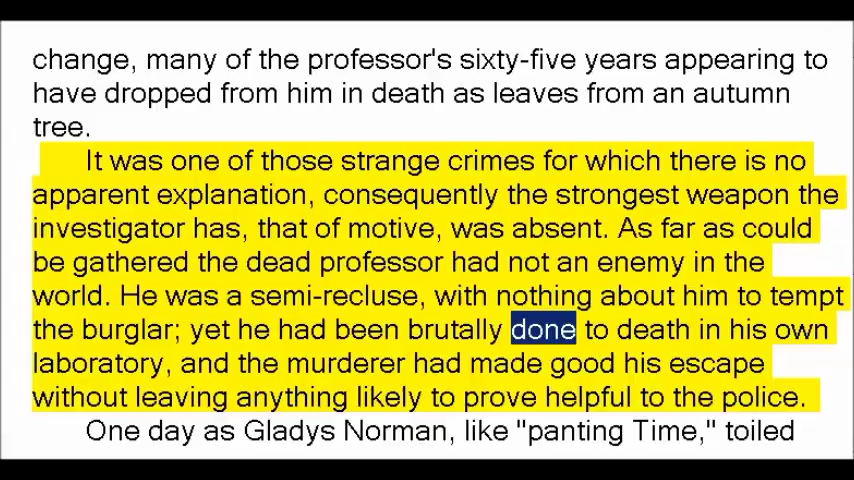 change, many of the professor's sixty-five years appearing to
have dropped from him in death as leaves from an autumn
tree.
It was one of those strange crimes for which there is no
apparent explanation, consequently the strongest weapon the
investigator has, that of motive, was absent. As far as could
be gathered the dead professor had not an enemy in the
world. He was a semi-recluse, with nothing about him to tempt
the burglar; yet he had been brutally done to death in his own
laboratory, and the murderer had made good his escape
without leaving anything likely to prove helpful to the police.
One day as Gladys Norman, like "panting Time," toiled